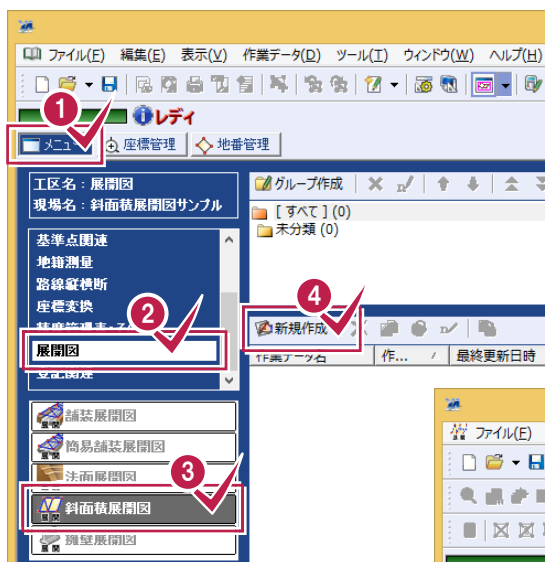 ファイル(F) 編集(E) 表示(V) 作業データ(D) ツール(T) ウィンドウ(W) ヘルプ(H)
1
レディ
メニュー 座標管理 地番管理
工区名：展開図
現場名：斜面積展開図サンプル
グループ作成
[ すべて ] (0)
未分類 (0)
基準点関連
地籍測量
路線縦横断
座標変換
2
展開図
4
新規作成
作業データ名 作... 最終更新日時
舗装展開図
簡易舗装展開図
法面展開図
3
斜面積展開図
擁壁展開図
ファイル(F)